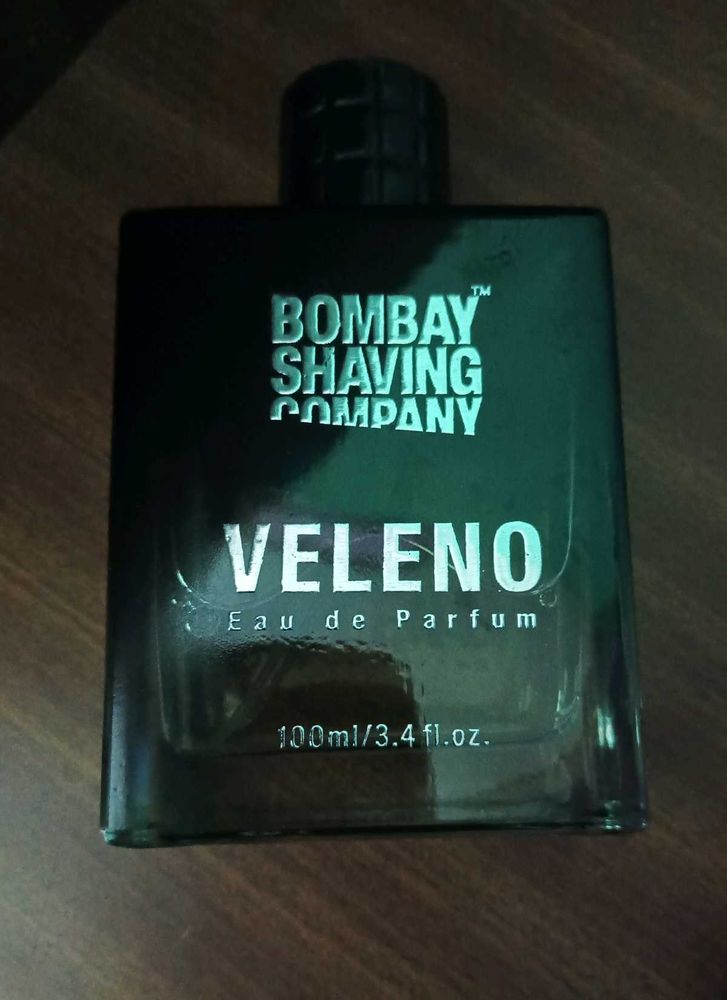 BOMBAY™
SHAVING
COMPANY
VELENO
Eau de Parfum
100ml/3.4 fl.oz.